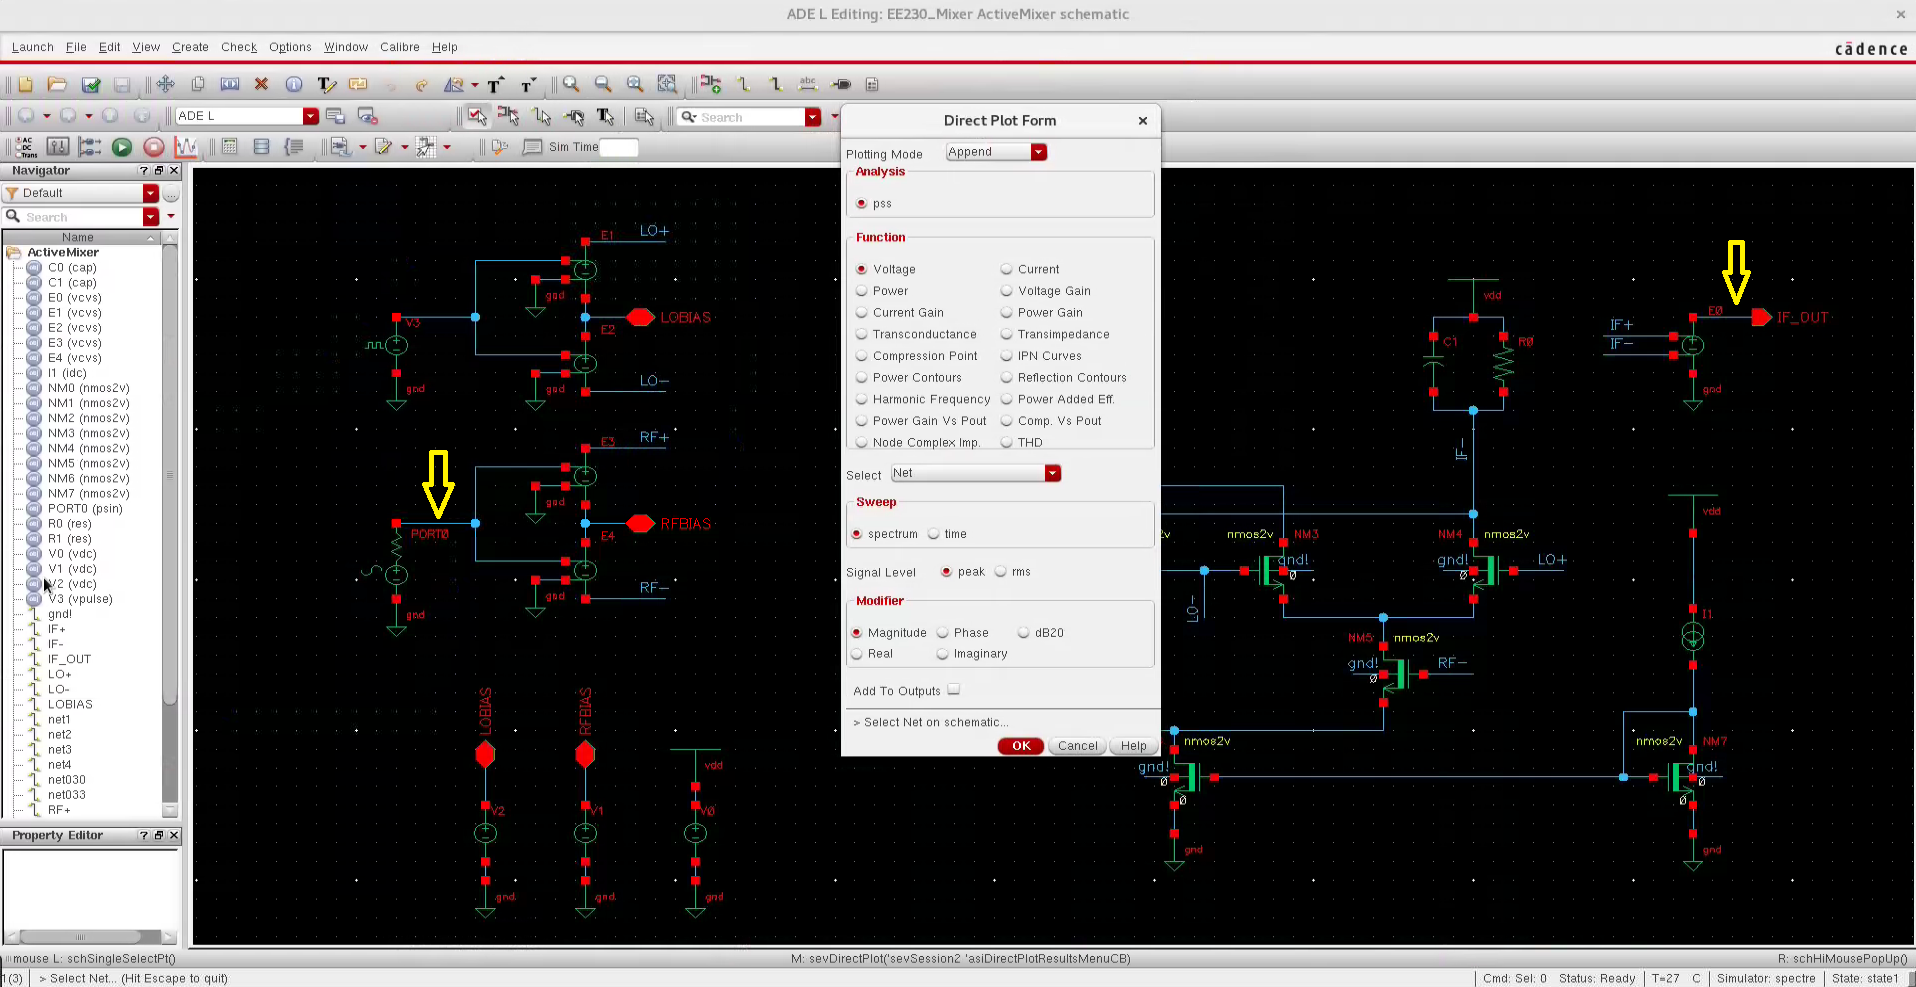 ADE L Editing: EE230_Mixer ActiveMixer schematic
Launch File Edit View Create Check Options Window Calibre Help
cādence
ADE L
Search
AC
DC
Trans
Sim Time
Navigator
Default
Search
Name
ActiveMixer
C0 (cap)
C1 (cap)
E0 (vcvs)
E1 (vcvs)
E2 (vcvs)
E3 (vcvs)
E4 (vcvs)
I1 (idc)
NM0 (nmos2v)
NM1 (nmos2v)
NM2 (nmos2v)
NM3 (nmos2v)
NM4 (nmos2v)
NM5 (nmos2v)
NM6 (nmos2v)
NM7 (nmos2v)
PORT0 (psin)
R0 (res)
R1 (res)
V0 (vdc)
V1 (vdc)
V2 (vdc)
V3 (vpulse)
gnd!
IF+
IF-
IF_OUT
LO+
LO-
LOBIAS
net1
net2
net3
net4
net030
net033
RF+
Property Editor
E1 LO+
gnd
V3
LOBIAS
E2
gnd
gnd
LO-
E3 RF+
gnd
PORT0
RFBIAS
E4
gnd
gnd
RF-
LOBIAS
RFBIAS
vdd
V2
V1
V0
gnd
gnd
gnd
Direct Plot Form
Plotting Mode Append
Analysis
pss
Function
Voltage Current
Power Voltage Gain
Current Gain Power Gain
Transconductance Transimpedance
Compression Point IPN Curves
Power Contours Reflection Contours
Harmonic Frequency Power Added Eff.
Power Gain Vs Pout Comp. Vs Pout
Node Complex Imp. THD
Select Net
Sweep
spectrum time
Signal Level peak rms
Modifier
Magnitude Phase dB20
Real Imaginary
Add To Outputs
> Select Net on schematic...
OK Cancel Help
vdd
C1
R0
IF-
IF+
IF-
E0
IF_OUT
gnd
nmos2v NM3
gnd!
0
NM4 nmos2v
gnd!
0
LO+
LO-
NM5 nmos2v
gnd!
0
RF-
vdd
I1
nmos2v
gnd!
0
0
gnd
nmos2v NM7
gnd!
0
0
gnd
mouse L: schSingleSelectPt()
M: sevDirectPlot('sevSession2 'asiDirectPlotResultsMenuCB)
R: schHiMousePopUp()
1(3) > Select Net... (Hit Escape to quit)
Cmd: Sel: 0 Status: Ready T=27 C Simulator: spectre State: state1